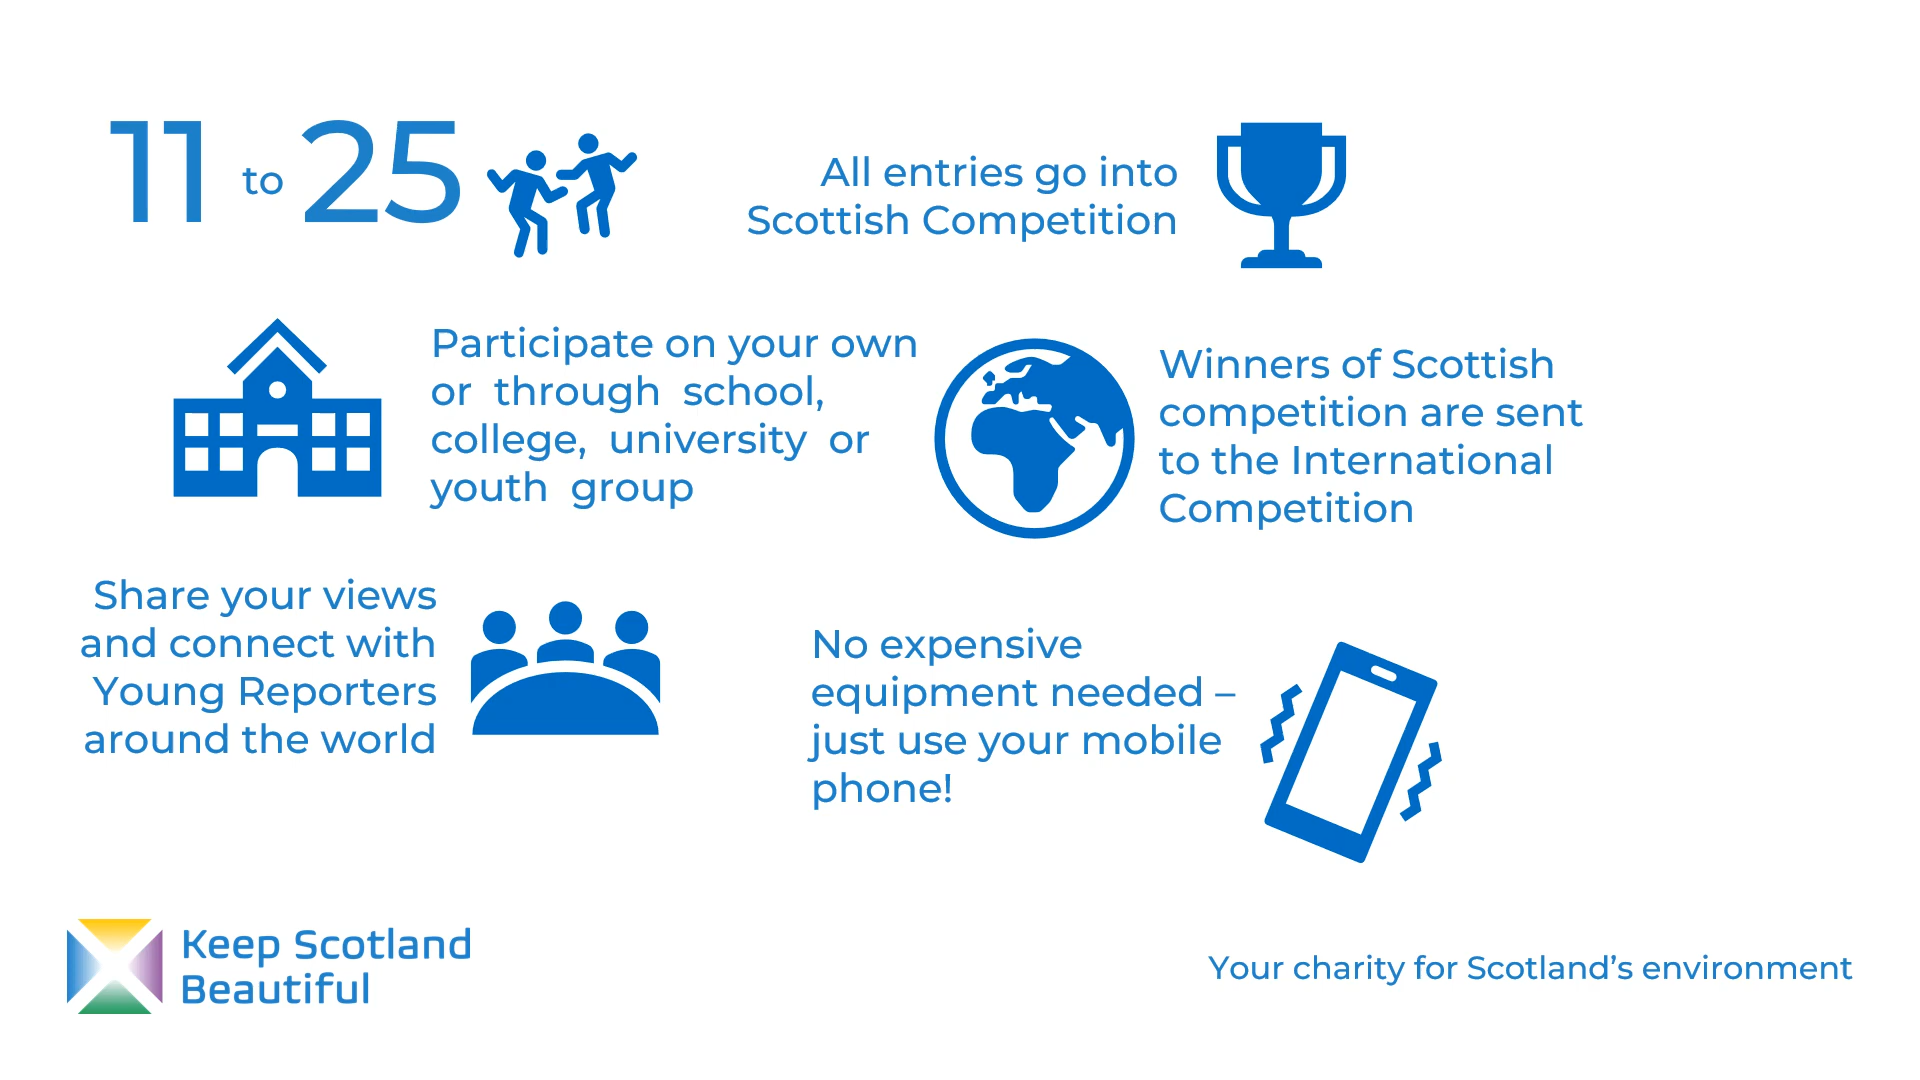 11 to 25
All entries go into
Scottish Competition
Participate on your own
or through school,
college, university or
youth group
Winners of Scottish
competition are sent
to the International
Competition
Share your views
and connect with
Young Reporters
around the world
No expensive
equipment needed –
just use your mobile
phone!
Keep Scotland
Beautiful
Your charity for Scotland’s environment